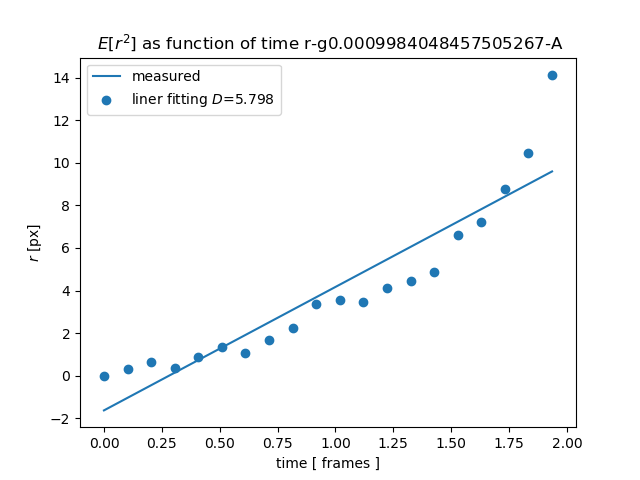 E[r²] as function of time r-g0.0009984048457505267-A
measured
liner fitting D=5.798
14
12
10
8
6
4
2
0
−2
r [px]
0.00 0.25 0.50 0.75 1.00 1.25 1.50 1.75 2.00
time [ frames ]